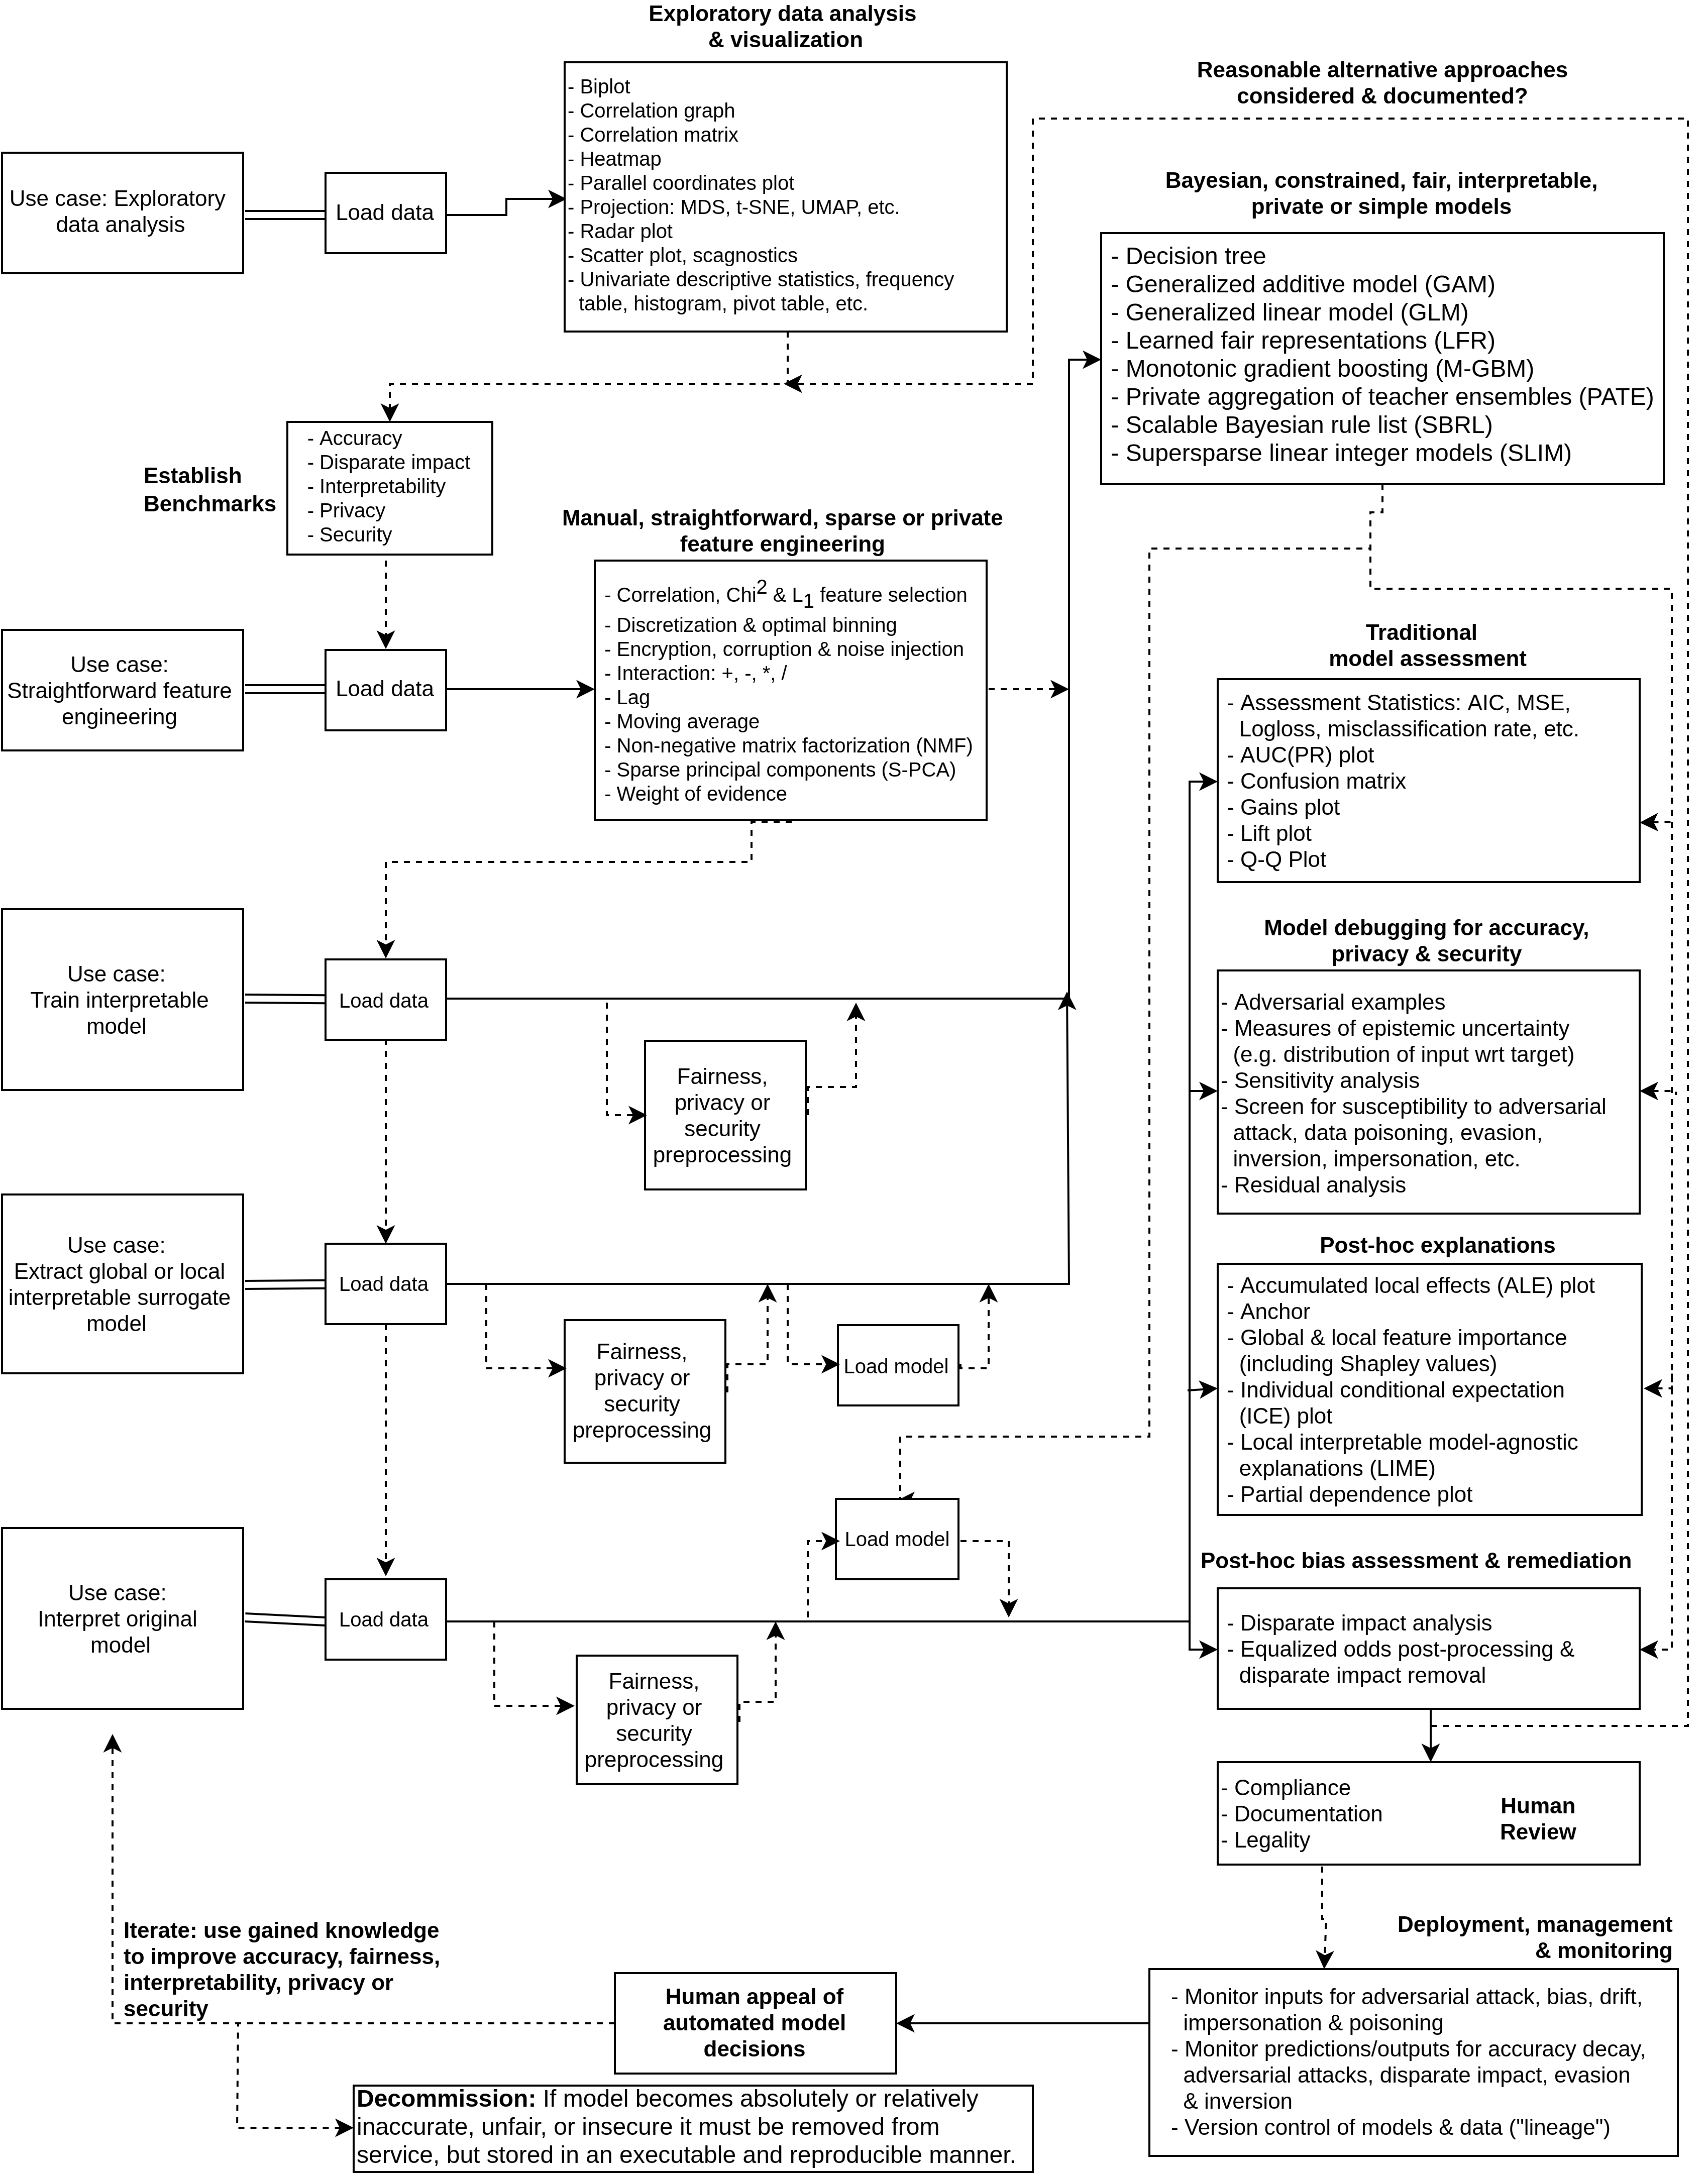 Exploratory data analysis
& visualization
- Biplot
- Correlation graph
- Correlation matrix
- Heatmap
- Parallel coordinates plot
- Projection: MDS, t-SNE, UMAP, etc.
- Radar plot
- Scatter plot, scagnostics
- Univariate descriptive statistics, frequency
table, histogram, pivot table, etc.
Use case: Exploratory
data analysis
Load data
Reasonable alternative approaches
considered & documented?
Bayesian, constrained, fair, interpretable,
private or simple models
- Decision tree
- Generalized additive model (GAM)
- Generalized linear model (GLM)
- Learned fair representations (LFR)
- Monotonic gradient boosting (M-GBM)
- Private aggregation of teacher ensembles (PATE)
- Scalable Bayesian rule list (SBRL)
- Supersparse linear integer models (SLIM)
Establish
Benchmarks
- Accuracy
- Disparate impact
- Interpretability
- Privacy
- Security
Manual, straightforward, sparse or private
feature engineering
- Correlation, Chi2 & L1 feature selection
- Discretization & optimal binning
- Encryption, corruption & noise injection
- Interaction: +, -, *, /
- Lag
- Moving average
- Non-negative matrix factorization (NMF)
- Sparse principal components (S-PCA)
- Weight of evidence
Use case:
Straightforward feature
engineering
Load data
Traditional
model assessment
- Assessment Statistics: AIC, MSE,
Logloss, misclassification rate, etc.
- AUC(PR) plot
- Confusion matrix
- Gains plot
- Lift plot
- Q-Q Plot
Use case:
Train interpretable
model
Load data
Fairness,
privacy or
security
preprocessing
Model debugging for accuracy,
privacy & security
- Adversarial examples
- Measures of epistemic uncertainty
(e.g. distribution of input wrt target)
- Sensitivity analysis
- Screen for susceptibility to adversarial
attack, data poisoning, evasion,
inversion, impersonation, etc.
- Residual analysis
Use case:
Extract global or local
interpretable surrogate
model
Load data
Fairness,
privacy or
security
preprocessing
Load model
Post-hoc explanations
- Accumulated local effects (ALE) plot
- Anchor
- Global & local feature importance
(including Shapley values)
- Individual conditional expectation
(ICE) plot
- Local interpretable model-agnostic
explanations (LIME)
- Partial dependence plot
Use case:
Interpret original
model
Load data
Load model
Fairness,
privacy or
security
preprocessing
Post-hoc bias assessment & remediation
- Disparate impact analysis
- Equalized odds post-processing &
disparate impact removal
- Compliance
- Documentation
- Legality
Human
Review
Deployment, management
& monitoring
- Monitor inputs for adversarial attack, bias, drift,
impersonation & poisoning
- Monitor predictions/outputs for accuracy decay,
adversarial attacks, disparate impact, evasion
& inversion
- Version control of models & data ("lineage")
Human appeal of
automated model
decisions
Iterate: use gained knowledge
to improve accuracy, fairness,
interpretability, privacy or
security
Decommission: If model becomes absolutely or relatively
inaccurate, unfair, or insecure it must be removed from
service, but stored in an executable and reproducible manner.